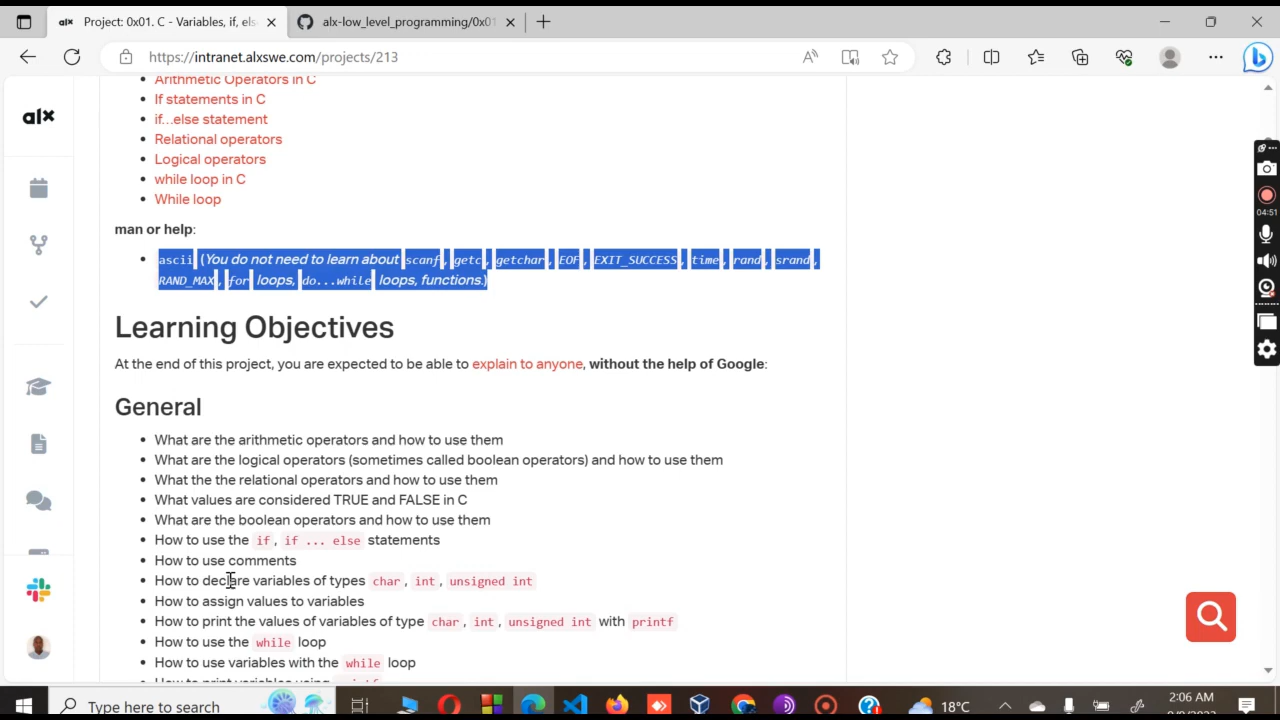 Project: 0x01. C - Variables, if, els
alx-low_level_programming/0x01
https://intranet.alxswe.com/projects/213
alx
Arithmetic Operators in C
If statements in C
if...else statement
Relational operators
Logical operators
while loop in C
While loop
man or help:
ascii (You do not need to learn about scanf, getc, getchar, EOF, EXIT_SUCCESS, time, rand, srand,
RAND_MAX, for loops, do...while loops, functions.)
Learning Objectives
At the end of this project, you are expected to be able to explain to anyone, without the help of Google:
General
What are the arithmetic operators and how to use them
What are the logical operators (sometimes called boolean operators) and how to use them
What the the relational operators and how to use them
What values are considered TRUE and FALSE in C
What are the boolean operators and how to use them
How to use the if, if ... else statements
How to use comments
How to declare variables of types char, int, unsigned int
How to assign values to variables
How to print the values of variables of type char, int, unsigned int with printf
How to use the while loop
How to use variables with the while loop
How to print variables using printf
04:51
Type here to search
18°C
2:06 AM